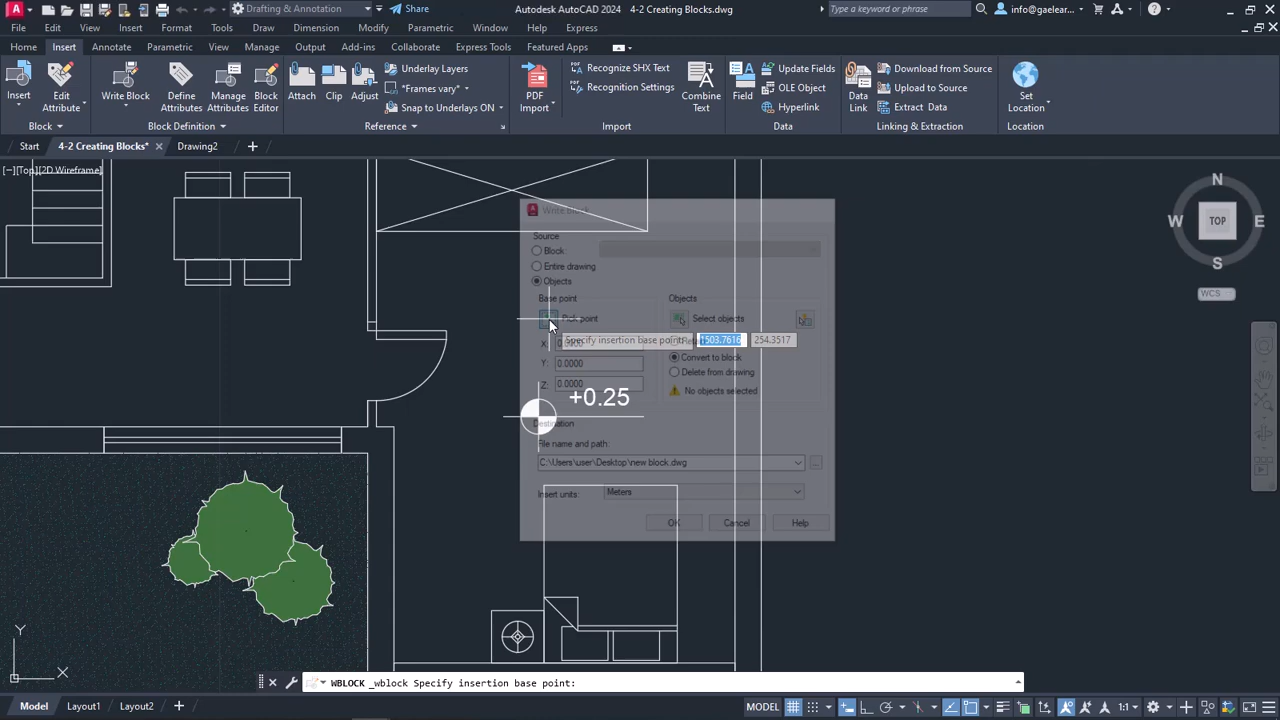 Drafting & Annotation
Share
Autodesk AutoCAD 2024
4-2 Creating Blocks.dwg
Type a keyword or phrase
info@gaelear...
File Edit View Insert Format Tools Draw Dimension Modify Parametric Window Help Express
Home Insert Annotate Parametric View Manage Output Add-ins Collaborate Express Tools Featured Apps
Insert
Edit Attribute
Write Block
Define Attributes
Manage Attributes
Block Editor
Attach
Clip
Adjust
Underlay Layers
*Frames vary*
Snap to Underlays ON
PDF Import
Recognize SHX Text
Recognition Settings
Combine Text
Field
Update Fields
OLE Object
Hyperlink
Data Link
Download from Source
Upload to Source
Extract Data
Set Location
Block
Block Definition
Reference
Import
Data
Linking & Extraction
Location
Start
4-2 Creating Blocks*
Drawing2
[−][Top][2D Wireframe]
N
W
TOP
E
S
WCS
Write Block
Source
Block:
Entire drawing
Objects
Base point
Pick point
X:
0.0000
Y: 0.0000
Z: 0.0000
Objects
Select objects
Convert to block
Delete from drawing
No objects selected
Specify insertion base point:
1503.7616
254.3517
+0.25
Destination
File name and path:
C:\Users\user\Desktop\new block.dwg
...
Insert units:
Meters
OK
Cancel
Help
Y
X
WBLOCK _wblock Specify insertion base point:
Model
Layout1
Layout2
MODEL
1:1